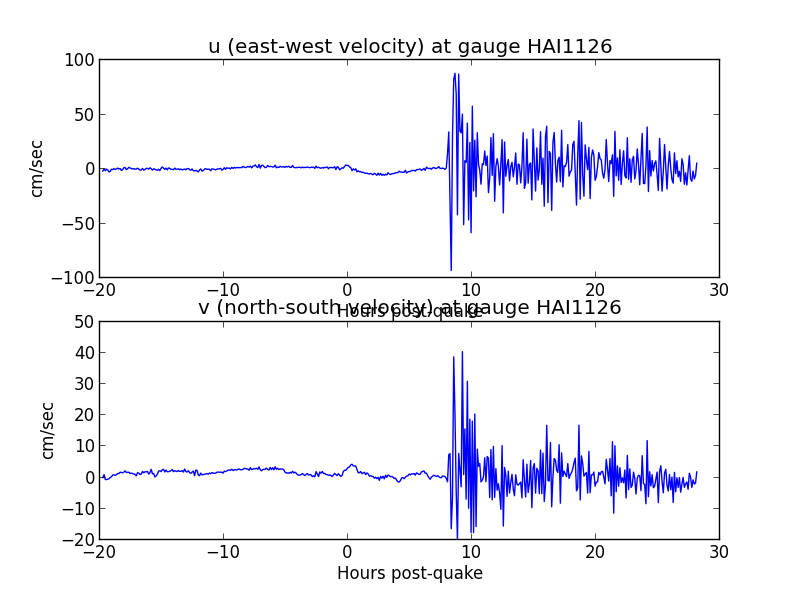 u (east-west velocity) at gauge HAI1126
100
50
0
−50
−100
cm/sec
−20 −10 0 10 20 30
Hours post-quake
v (north-south velocity) at gauge HAI1126
50
40
30
20
10
0
−10
−20
cm/sec
−20 −10 0 10 20 30
Hours post-quake